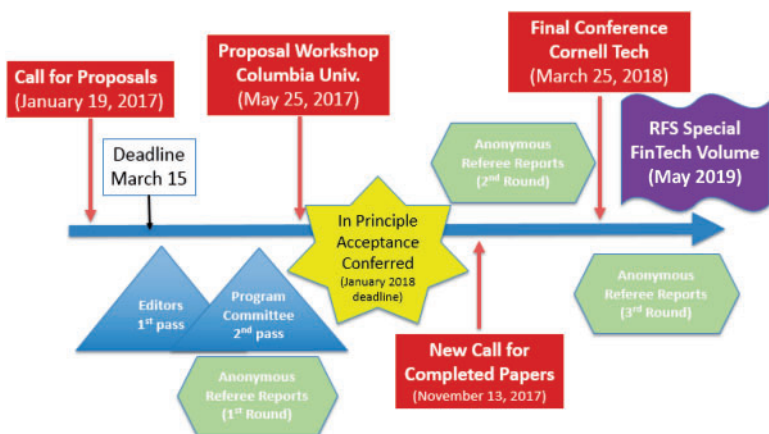 Call for Proposals
(January 19, 2017)
Deadline
March 15
Proposal Workshop
Columbia Univ.
(May 25, 2017)
Final Conference
Cornell Tech
(March 25, 2018)
RFS Special
FinTech Volume
(May 2019)
Anonymous
Referee Reports
(2nd Round)
In Principle
Acceptance
Conferred
(January 2018
deadline)
Editors
1st pass
Program
Committee
2nd pass
Anonymous
Referee Reports
(1st Round)
New Call for
Completed Papers
(November 13, 2017)
Anonymous
Referee Reports
(3rd Round)